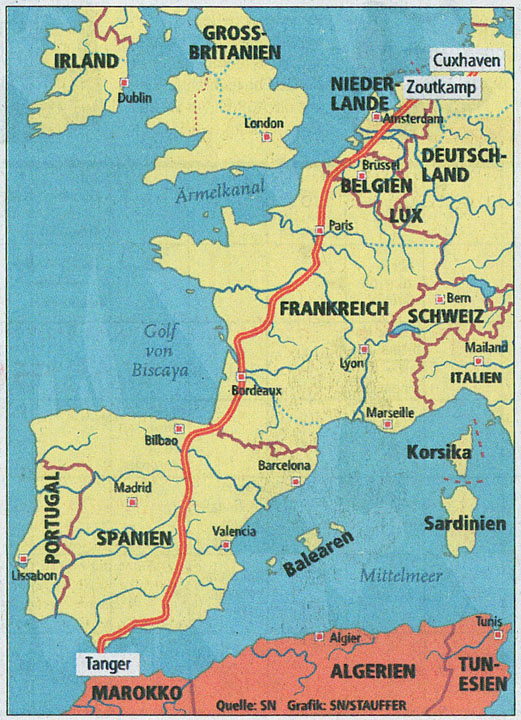 GROSS-
BRITANIEN
IRLAND
Dublin
London
Cuxhaven
Zoutkamp
NIEDER-
LANDE
Amsterdam
DEUTSCH-
LAND
Brüssel
BELGIEN
LUX
Ärmelkanal
Paris
FRANKREICH
Bern
SCHWEIZ
Golf
von
Biscaya
Lyon
Mailand
ITALIEN
Bordeaux
Marseille
Bilbao
Korsika
Barcelona
Madrid
PORTUGAL
SPANIEN
Valencia
Sardinien
Balearen
Lissabon
Mittelmeer
Tunis
Algier
Tanger
ALGERIEN
TUN-
ESIEN
MAROKKO
Quelle: SN Grafik: SN/STAUFFER